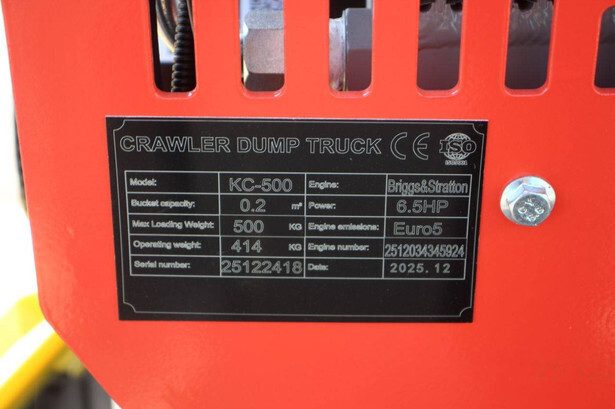 CRAWLER DUMP TRUCK CE ISO
Model: KC-500 Engine: Briggs&Stratton
Bucket capacity: 0.2 m³ Power: 6.5HP
Max Loading Weight: 500 KG Engine emissions: Euro5
Operating weight: 414 KG Engine number: 2512034345924
Serial number: 25122418 Date: 2025.12